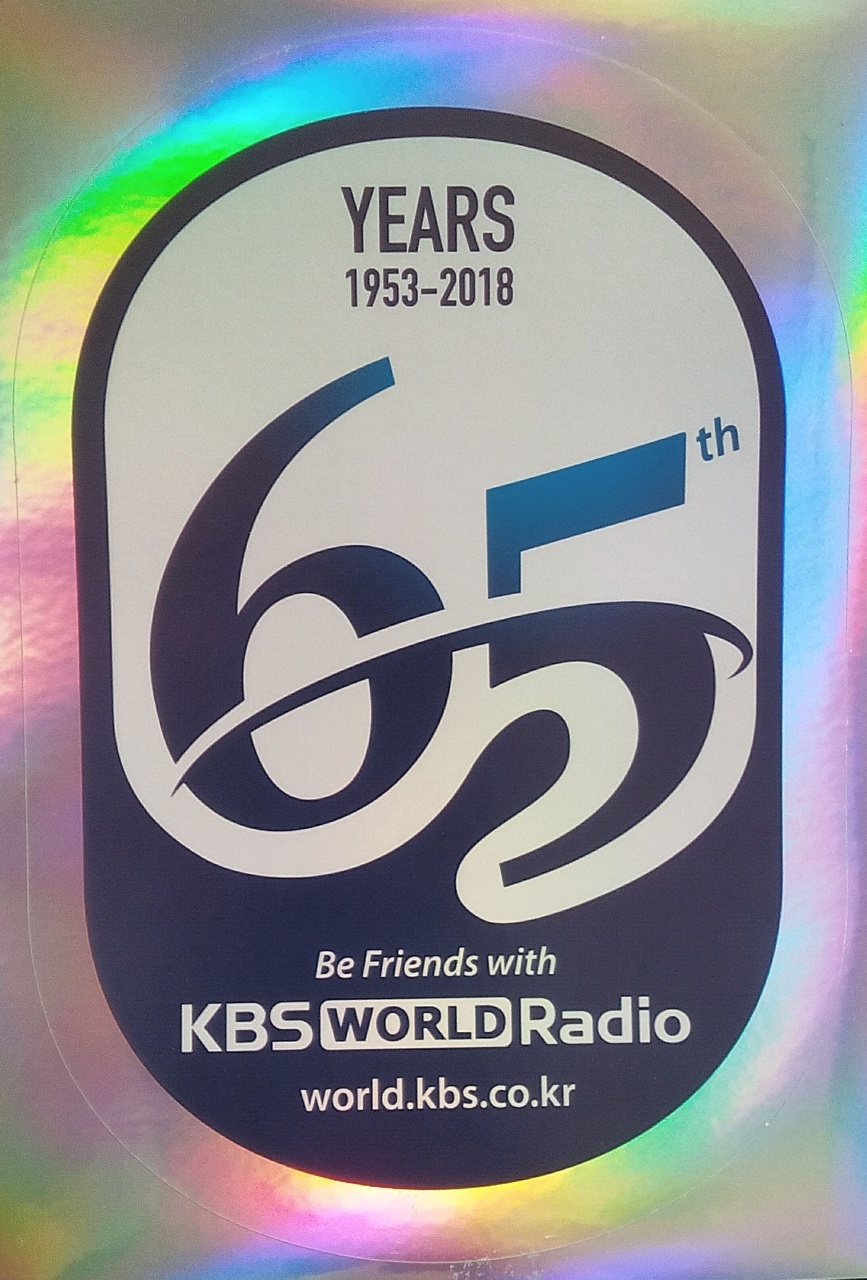 YEARS
1953-2018
65th
Be Friends with
KBS WORLD Radio
world.kbs.co.kr